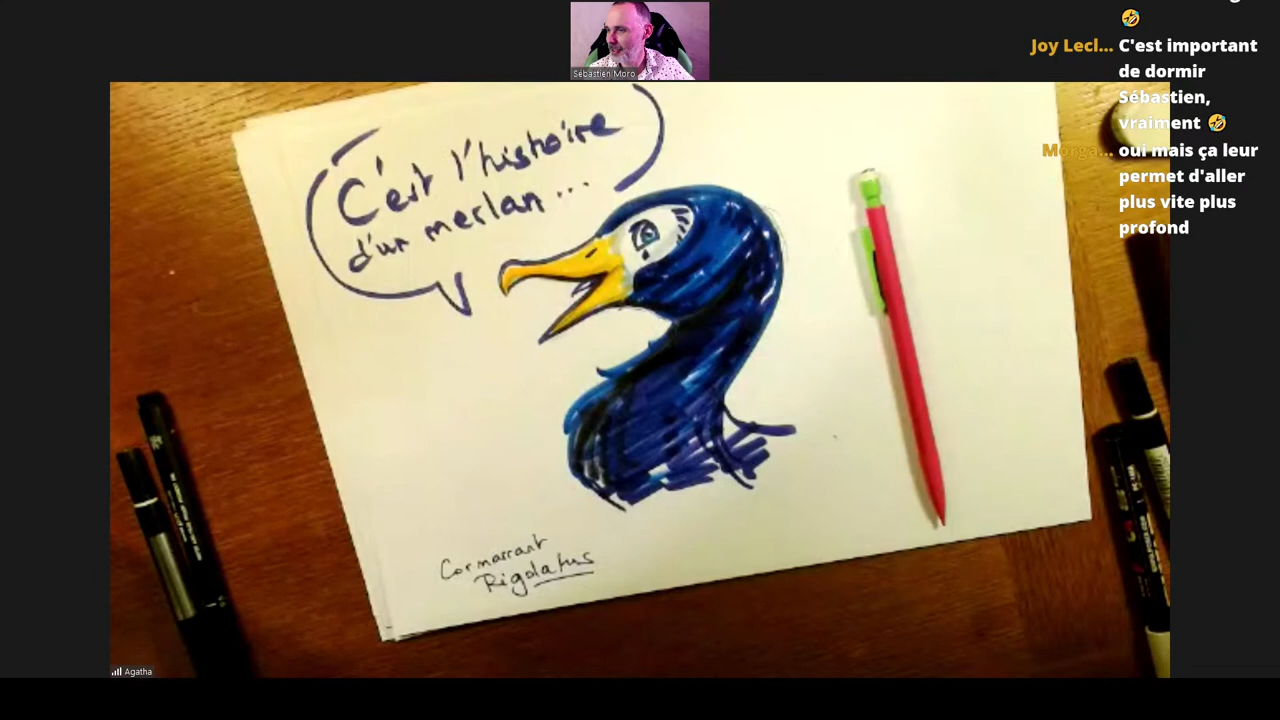 Sébastien Moro
🤣
Joy Lecl... C'est important
de dormir
Sébastien,
vraiment 🤣
Morga... oui mais ça leur
permet d'aller
plus vite plus
profond
C'est l'histoire
d'un merlan...
Cormarrant
Rigolatus
Agatha